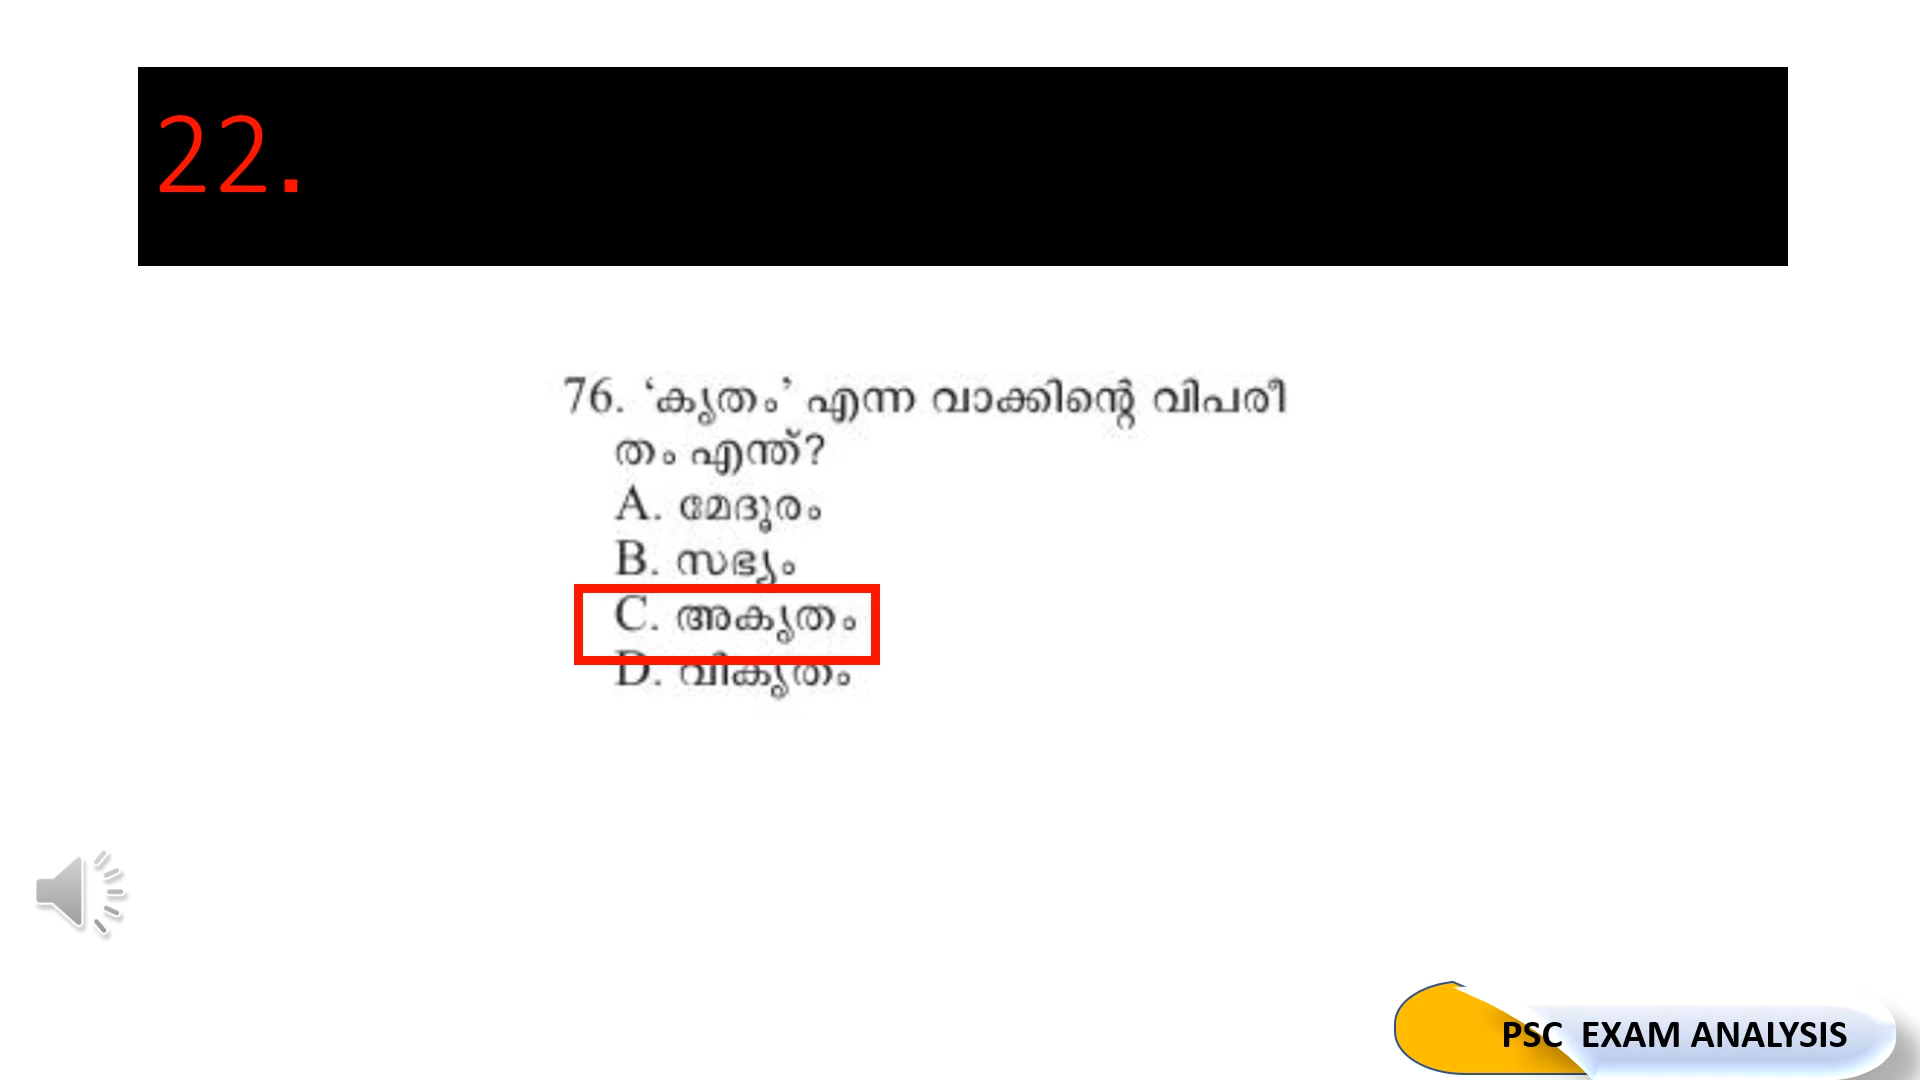 22.
76. ‘കൃതം’ എന്ന വാക്കിന്റെ വിപരീ
തം എന്ത്?
A. മേദൂരം
B. സഭ്യം
C. അകൃതം
D. വികൃതം
PSC EXAM ANALYSIS